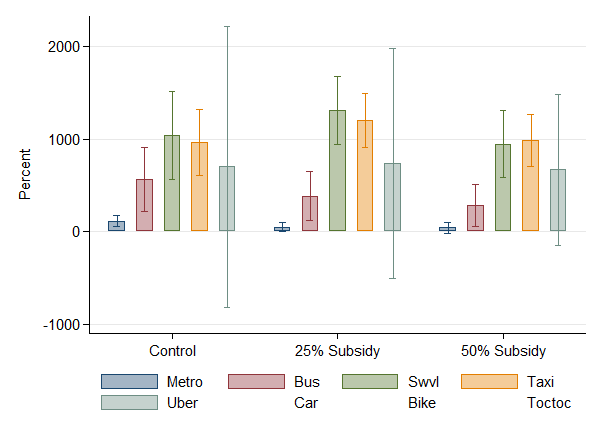 2000
1000
0
-1000
Percent
Control 25% Subsidy 50% Subsidy
Metro Bus Swvl Taxi
Uber Car Bike Toctoc